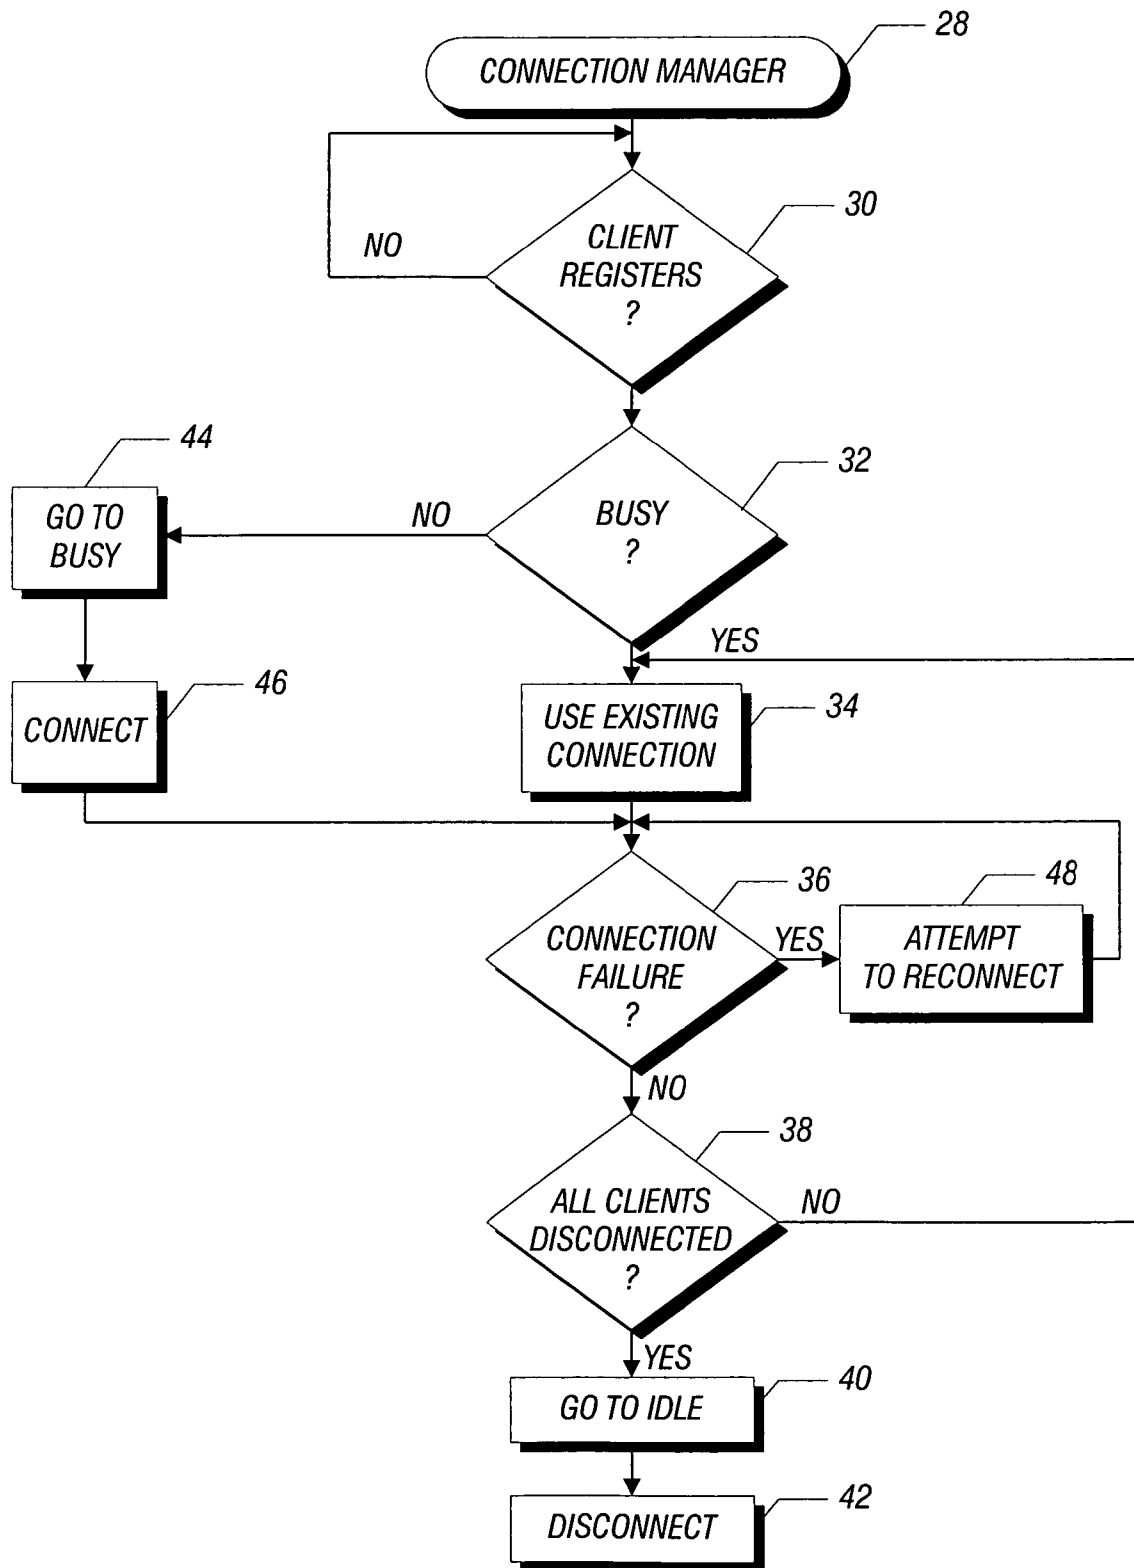 28
CONNECTION MANAGER
30
CLIENT
REGISTERS
?
NO
44
32
GO TO
BUSY
NO
BUSY
?
YES
46
CONNECT
34
USE EXISTING
CONNECTION
36
48
CONNECTION
FAILURE
?
YES
ATTEMPT
TO RECONNECT
NO
38
ALL CLIENTS
DISCONNECTED
?
NO
YES
40
GO TO IDLE
42
DISCONNECT